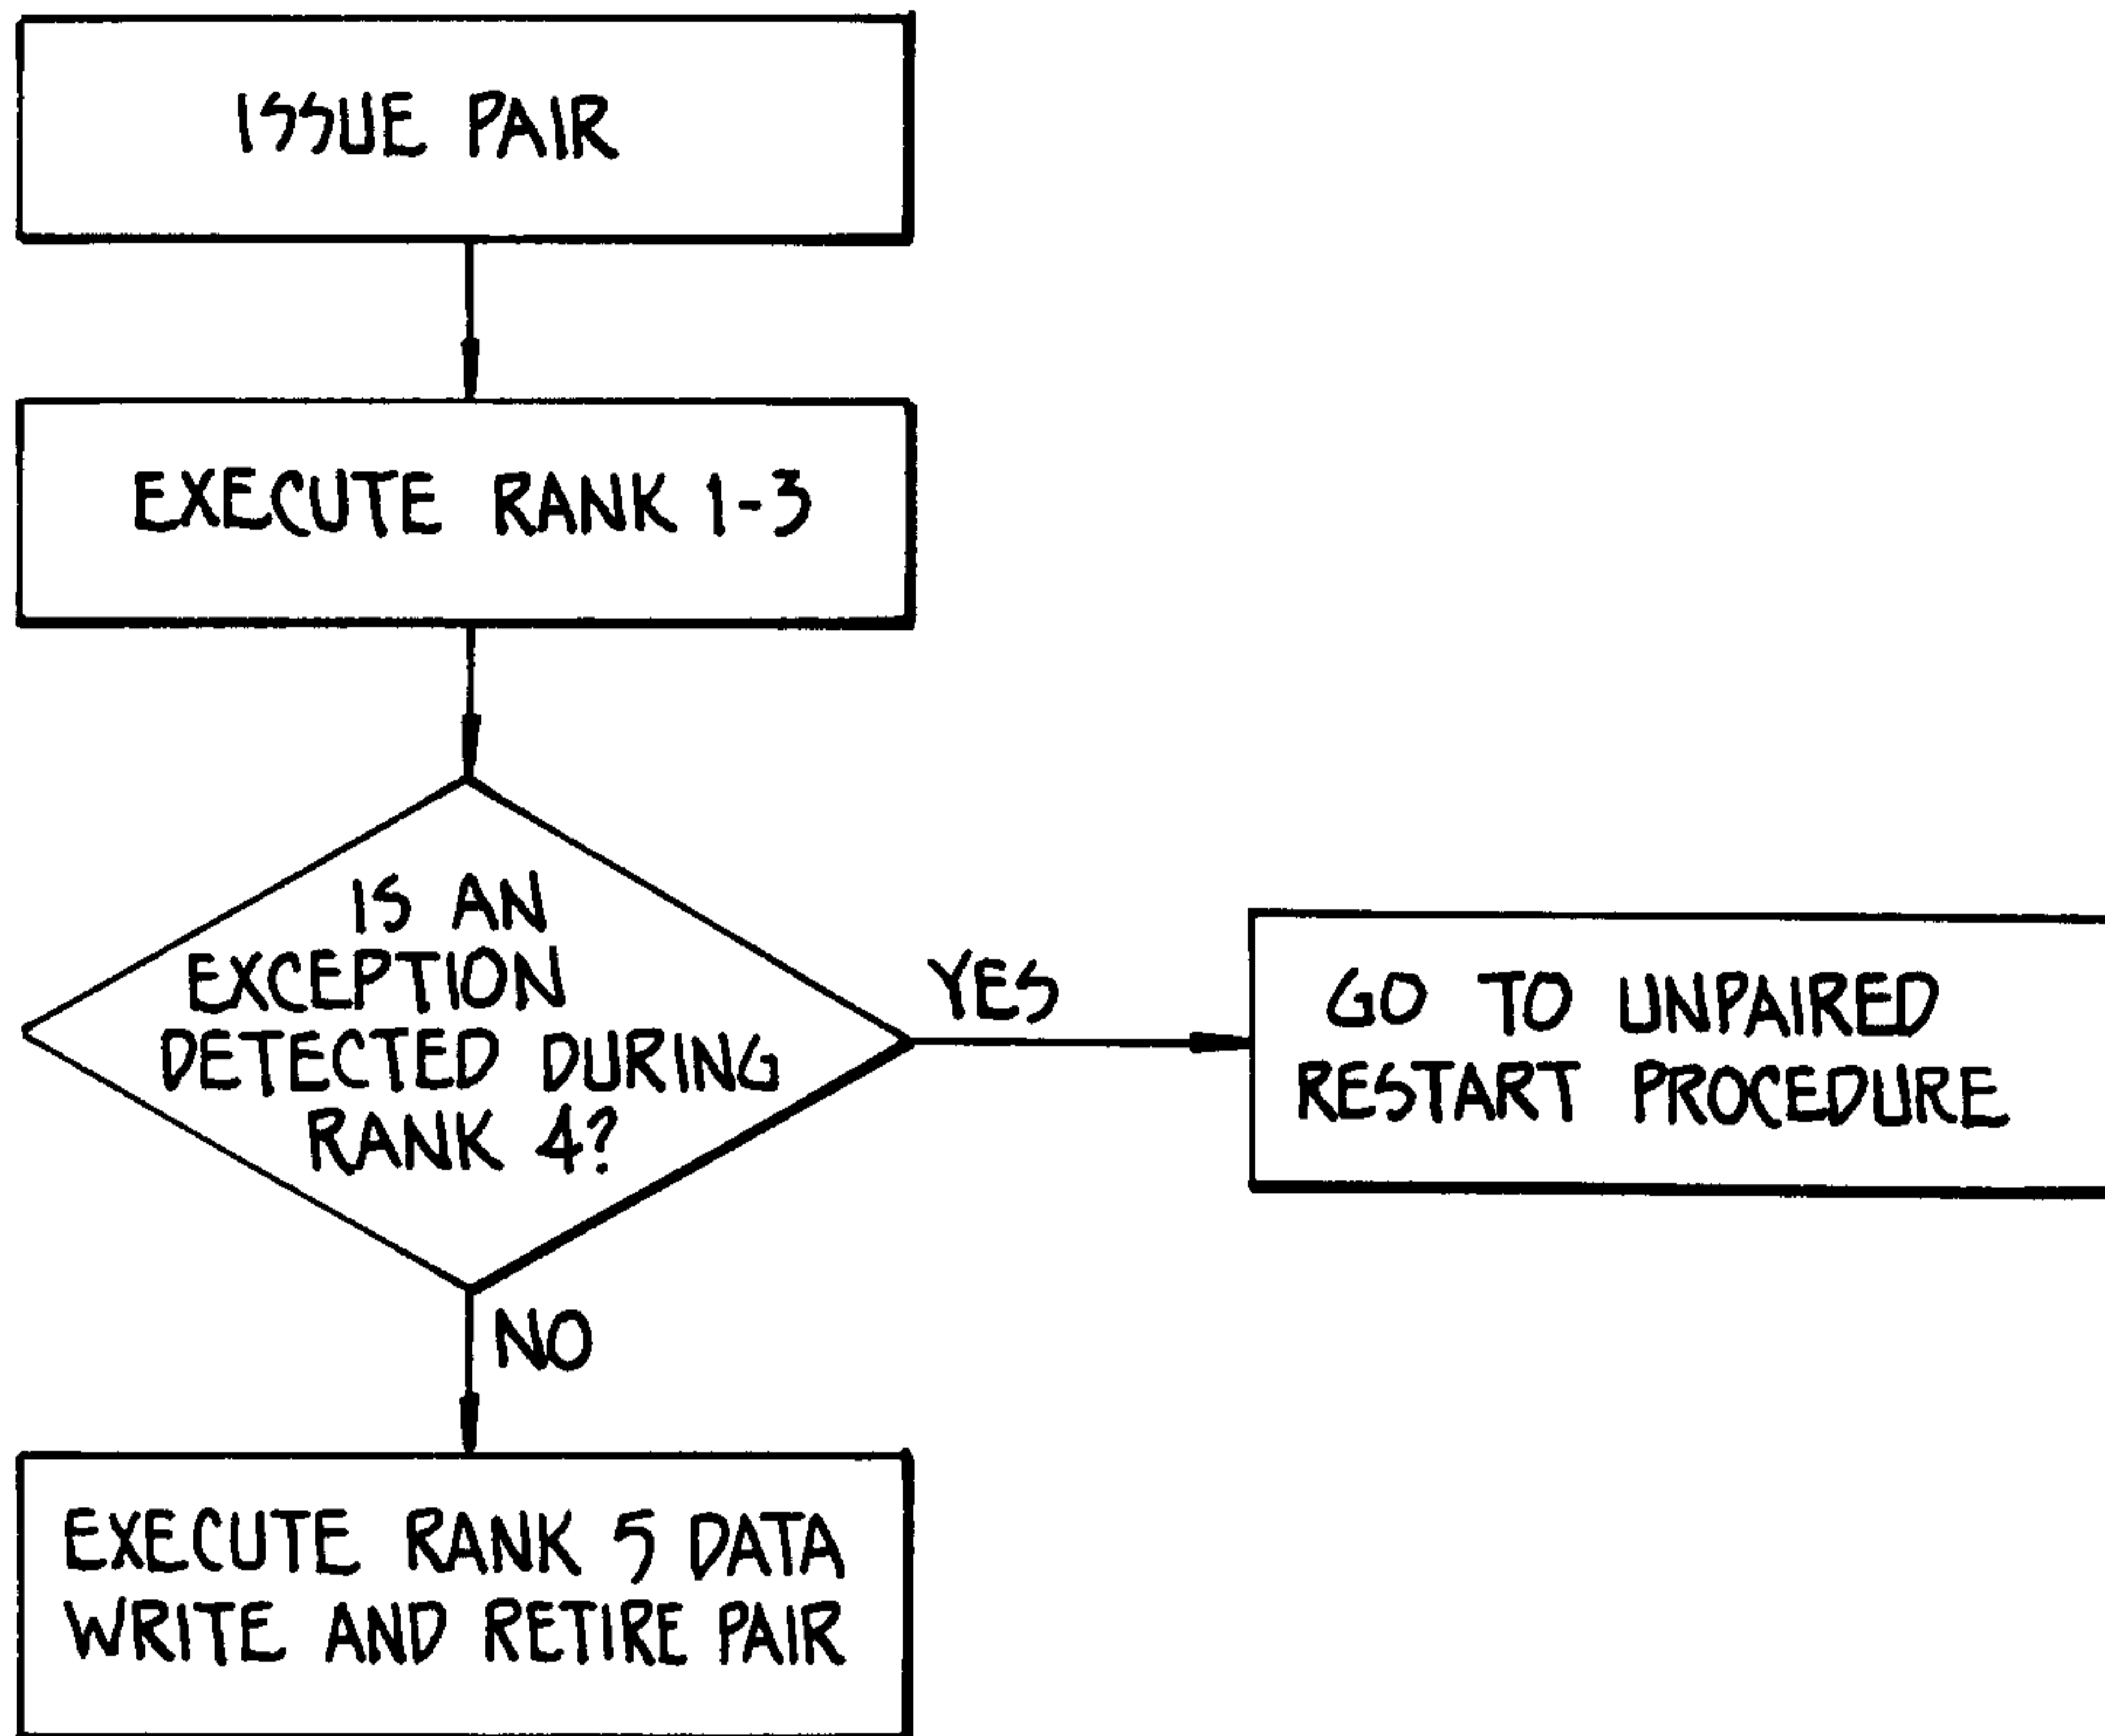 ISSUE PAIR
EXECUTE RANK 1-3
IS AN
EXCEPTION
DETECTED DURING
RANK 4?
YES
GO TO UNPAIRED
RESTART PROCEDURE
NO
EXECUTE RANK 5 DATA
WRITE AND RETIRE PAIR